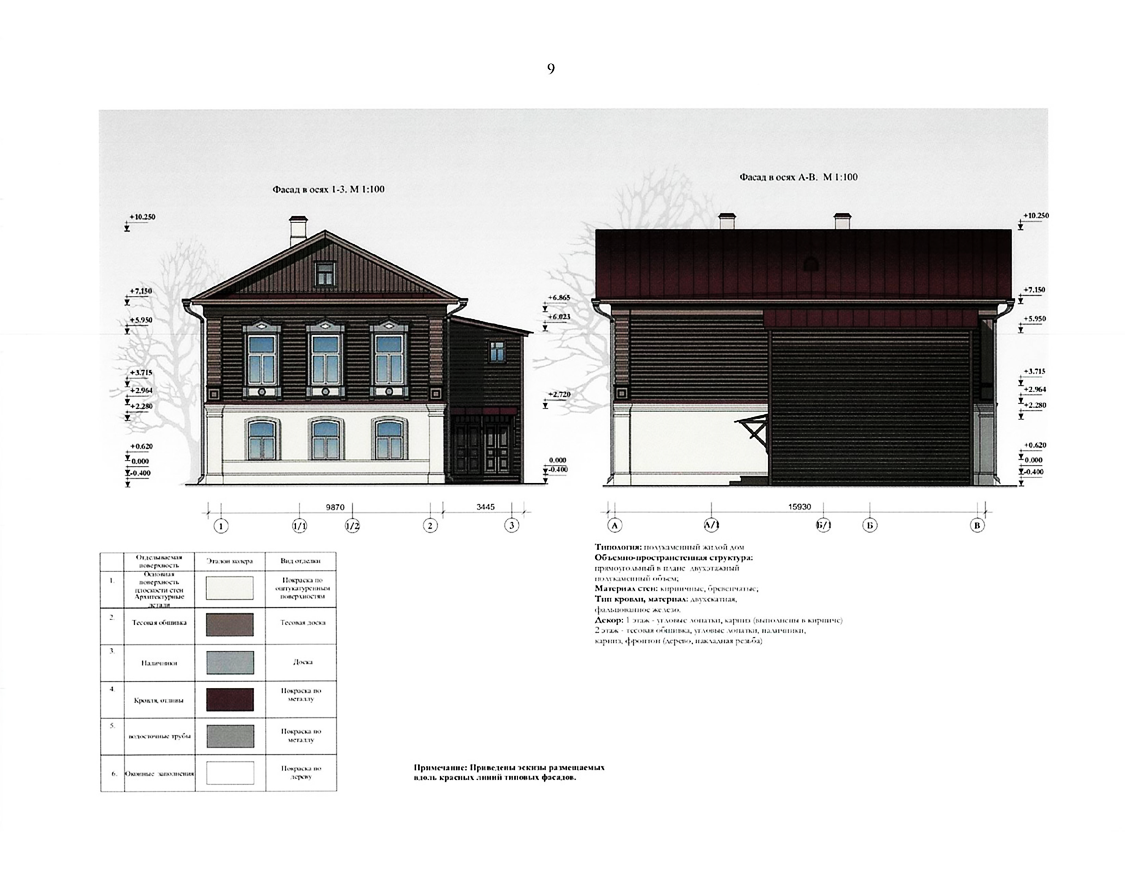 9
Фасад в осях 1-3. М 1:100
Фасад в осях А-В. М 1:100
+10.250
+7.150
+5.950
+3.715
+2.964
+2.280
+0.620
0.000
-0.400
+6.865
+6.023
+2.720
0.000
-0.400
+10.250
+7.150
+5.950
+3.715
+2.964
+2.280
+0.620
0.000
-0.400
9870
3445
15930
1
1/1
1/2
2
3
А
А/1
Б/1
Б
В
Отделываемая поверхность
Эталон колера
Вид отделки
1.
Основная
поверхность
плоскости стен
Архитектурные
детали
Покраска по
оштукатуренным
поверхностям
2.
Тесовая обшивка
Тесовая доска
3.
Наличники
Доска
4.
Кровля, отливы
Покраска по
металлу
5.
водосточные трубы
Покраска по
металлу
6.
Оконные заполнения
Покраска по
дереву
Типология: полукаменный жилой дом
Объемно-пространственная структура:
прямоугольный в плане двухэтажный
полукаменный объем;
Материал стен: кирпичные, бревенчатые;
Тип кровли, материал: двухскатная,
фальцованное железо.
Декор: 1 этаж - угловые лопатки, карниз (выполнены в кирпиче)
2 этаж - тесовая обшивка, угловые лопатки, наличники,
карниз, фронтон (дерево, накладная резьба)
Примечание: Приведены эскизы размещаемых
вдоль красных линий типовых фасадов.